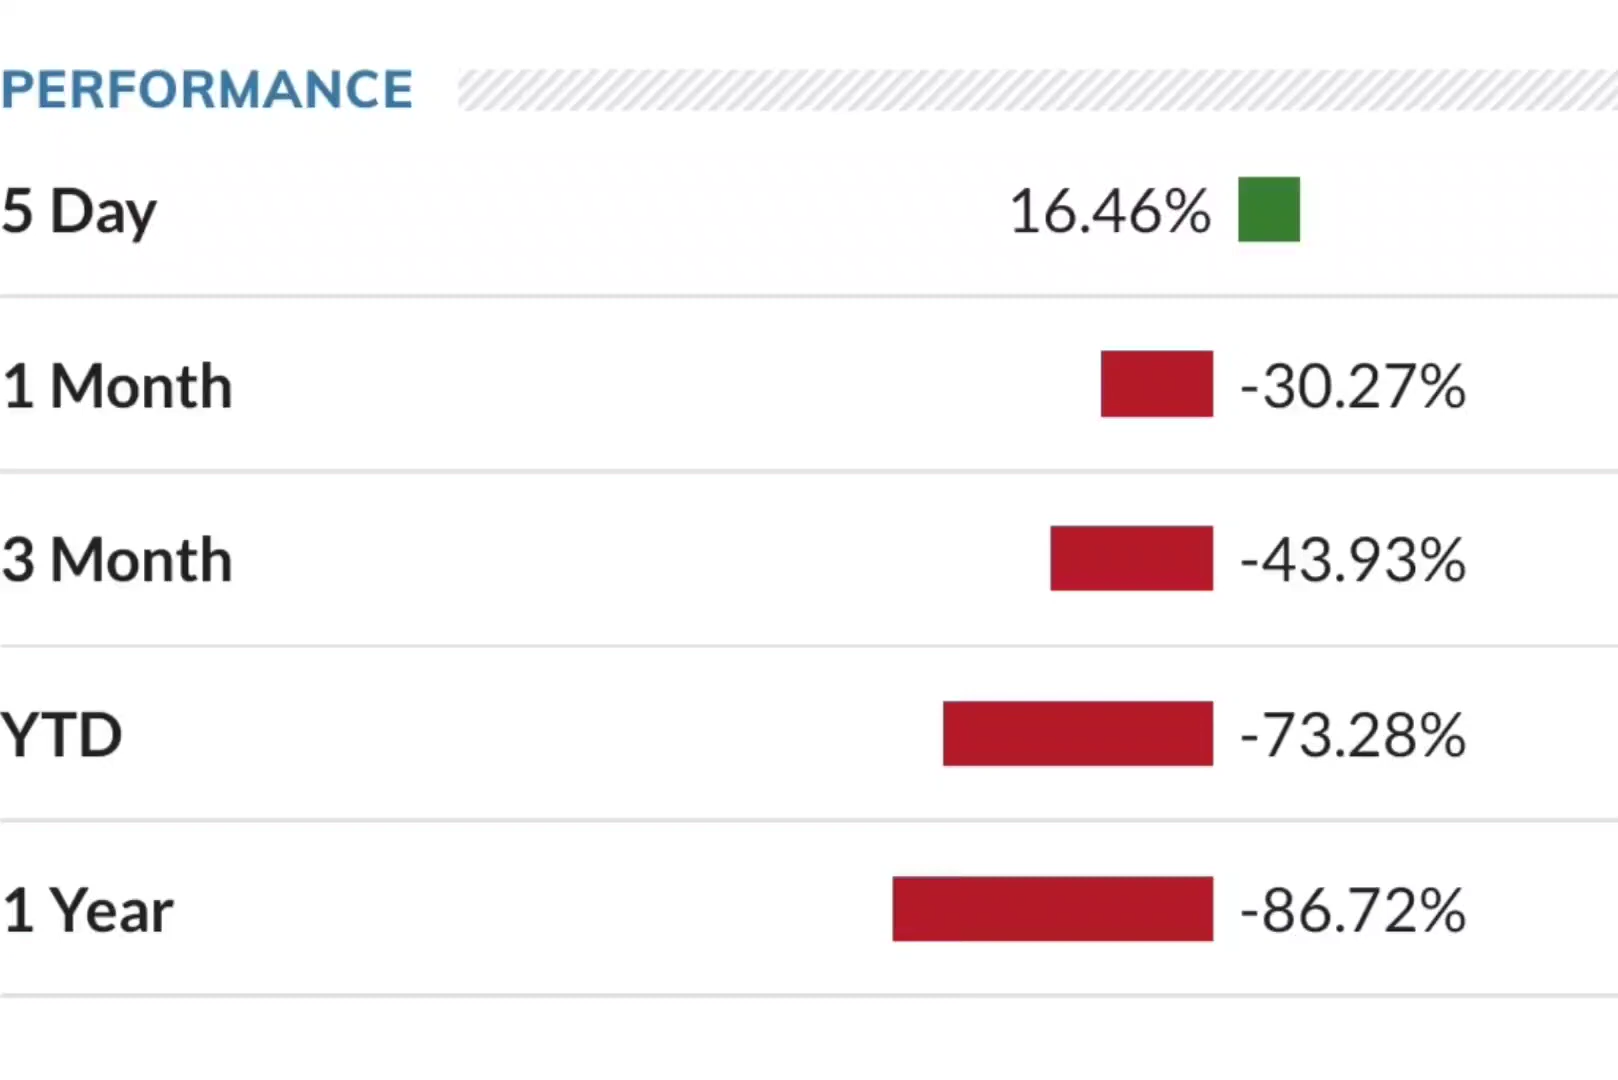 PERFORMANCE
5 Day 16.46%
1 Month -30.27%
3 Month -43.93%
YTD -73.28%
1 Year -86.72%